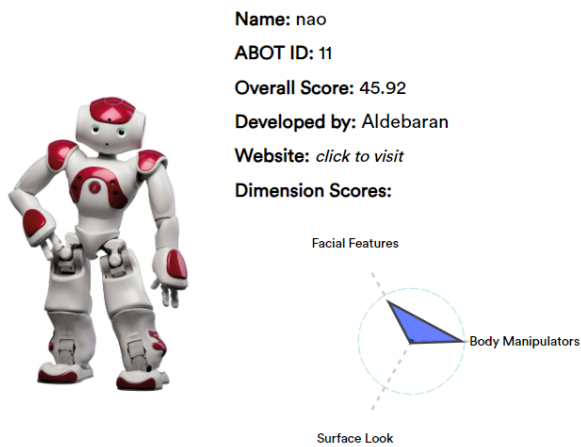 Name: nao
ABOT ID: 11
Overall Score: 45.92
Developed by: Aldebaran
Website: click to visit
Dimension Scores:
Facial Features
Body Manipulators
Surface Look